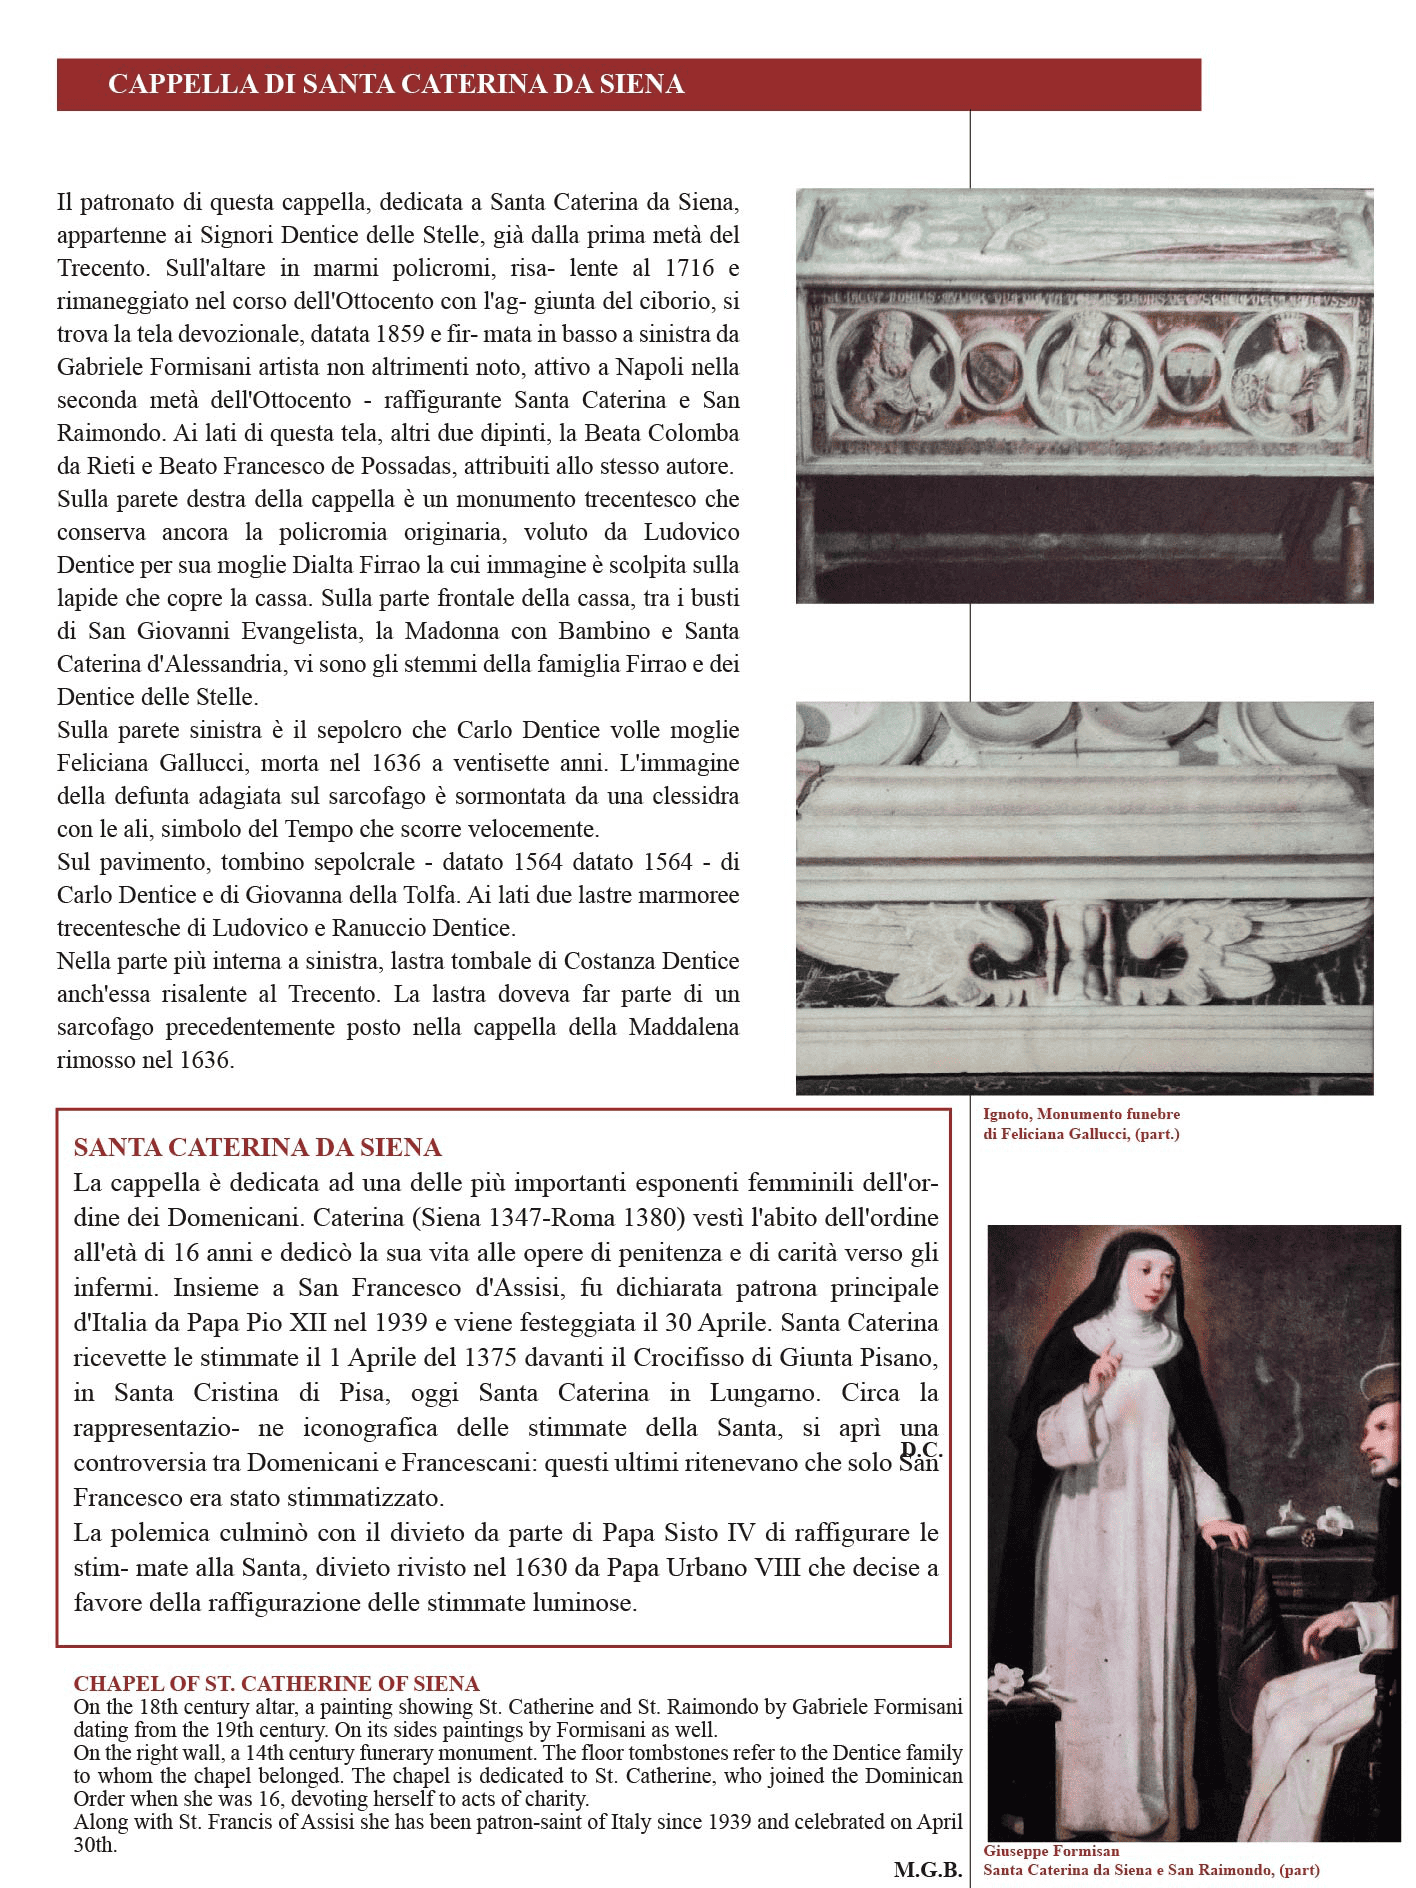 CAPPELLA DI SANTA CATERINA DA SIENA
Il patronato di questa cappella, dedicata a Santa Caterina da Siena,
appartenne ai Signori Dentice delle Stelle, già dalla prima metà del
Trecento. Sull'altare in marmi policromi, risa- lente al 1716 e
rimaneggiato nel corso dell'Ottocento con l'ag- giunta del ciborio, si
trova la tela devozionale, datata 1859 e fir- mata in basso a sinistra da
Gabriele Formisani artista non altrimenti noto, attivo a Napoli nella
seconda metà dell'Ottocento - raffigurante Santa Caterina e San
Raimondo. Ai lati di questa tela, altri due dipinti, la Beata Colomba
da Rieti e Beato Francesco de Possadas, attribuiti allo stesso autore.
Sulla parete destra della cappella è un monumento trecentesco che
conserva ancora la policromia originaria, voluto da Ludovico
Dentice per sua moglie Dialta Firrao la cui immagine è scolpita sulla
lapide che copre la cassa. Sulla parte frontale della cassa, tra i busti
di San Giovanni Evangelista, la Madonna con Bambino e Santa
Caterina d'Alessandria, vi sono gli stemmi della famiglia Firrao e dei
Dentice delle Stelle.
Sulla parete sinistra è il sepolcro che Carlo Dentice volle moglie
Feliciana Gallucci, morta nel 1636 a ventisette anni. L'immagine
della defunta adagiata sul sarcofago è sormontata da una clessidra
con le ali, simbolo del Tempo che scorre velocemente.
Sul pavimento, tombino sepolcrale - datato 1564 datato 1564 - di
Carlo Dentice e di Giovanna della Tolfa. Ai lati due lastre marmoree
trecentesche di Ludovico e Ranuccio Dentice.
Nella parte più interna a sinistra, lastra tombale di Costanza Dentice
anch'essa risalente al Trecento. La lastra doveva far parte di un
sarcofago precedentemente posto nella cappella della Maddalena
rimosso nel 1636.
Ignoto, Monumento funebre
di Feliciana Gallucci, (part.)
SANTA CATERINA DA SIENA
La cappella è dedicata ad una delle più importanti esponenti femminili dell'or-
dine dei Domenicani. Caterina (Siena 1347-Roma 1380) vestì l'abito dell'ordine
all'età di 16 anni e dedicò la sua vita alle opere di penitenza e di carità verso gli
infermi. Insieme a San Francesco d'Assisi, fu dichiarata patrona principale
d'Italia da Papa Pio XII nel 1939 e viene festeggiata il 30 Aprile. Santa Caterina
ricevette le stimmate il 1 Aprile del 1375 davanti il Crocifisso di Giunta Pisano,
in Santa Cristina di Pisa, oggi Santa Caterina in Lungarno. Circa la
rappresentazio- ne iconografica delle stimmate della Santa, si aprì una
D.C.
controversia tra Domenicani e Francescani: questi ultimi ritenevano che solo San
Francesco era stato stimmatizzato.
La polemica culminò con il divieto da parte di Papa Sisto IV di raffigurare le
stim- mate alla Santa, divieto rivisto nel 1630 da Papa Urbano VIII che decise a
favore della raffigurazione delle stimmate luminose.
CHAPEL OF ST. CATHERINE OF SIENA
On the 18th century altar, a painting showing St. Catherine and St. Raimondo by Gabriele Formisani
dating from the 19th century. On its sides paintings by Formisani as well.
On the right wall, a 14th century funerary monument. The floor tombstones refer to the Dentice family
to whom the chapel belonged. The chapel is dedicated to St. Catherine, who joined the Dominican
Order when she was 16, devoting herself to acts of charity.
Along with St. Francis of Assisi she has been patron-saint of Italy since 1939 and celebrated on April
30th.
M.G.B.
Giuseppe Formisan
Santa Caterina da Siena e San Raimondo, (part)